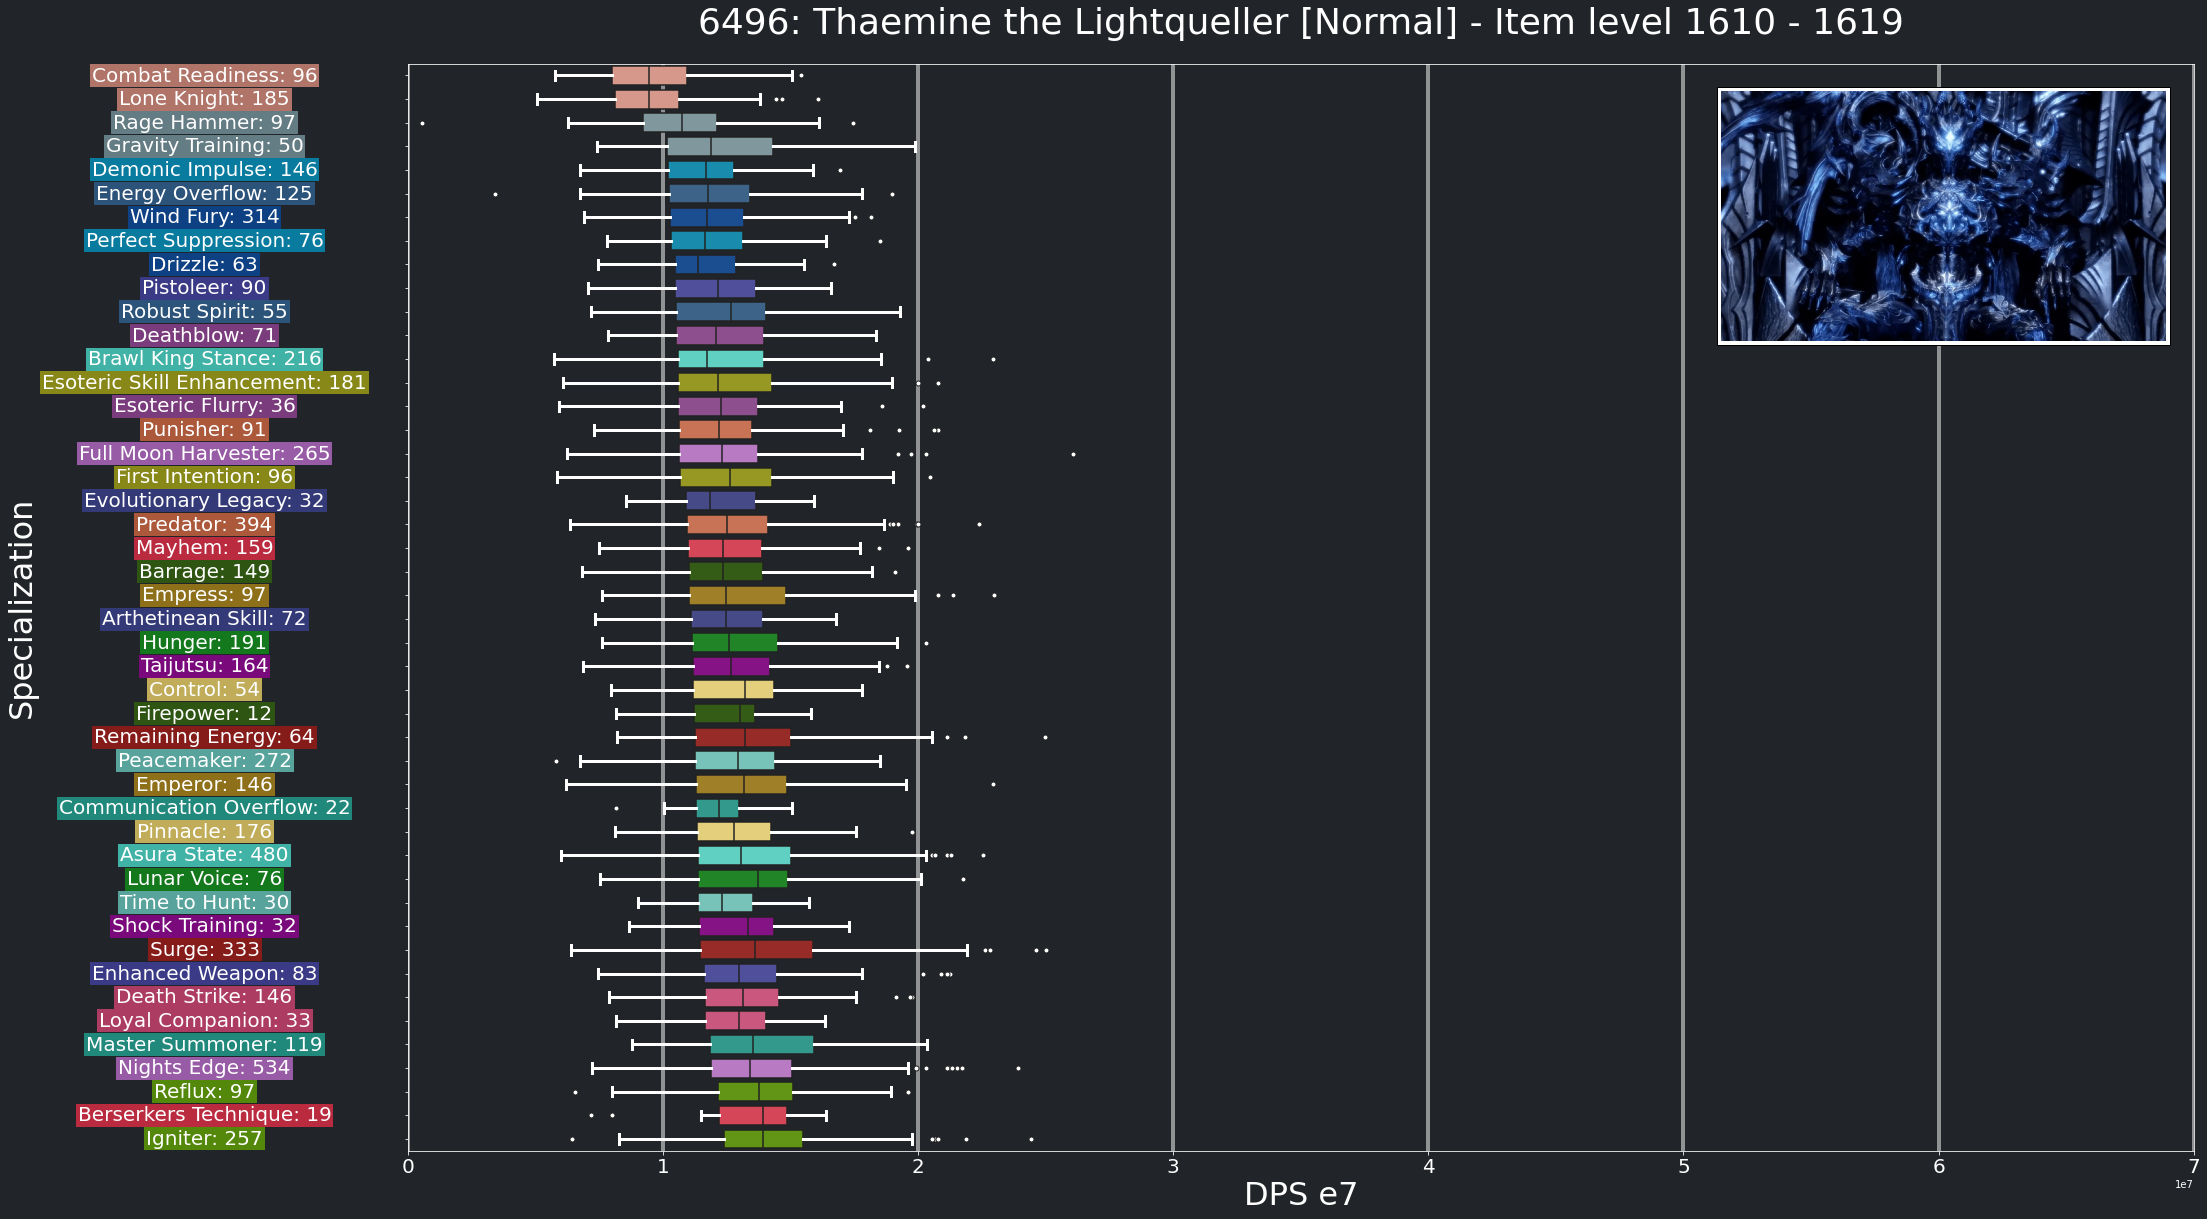 6496: Thaemine the Lightqueller [Normal] - Item level 1610 - 1619
Specialization
Combat Readiness: 96
Lone Knight: 185
Rage Hammer: 97
Gravity Training: 50
Demonic Impulse: 146
Energy Overflow: 125
Wind Fury: 314
Perfect Suppression: 76
Drizzle: 63
Pistoleer: 90
Robust Spirit: 55
Deathblow: 71
Brawl King Stance: 216
Esoteric Skill Enhancement: 181
Esoteric Flurry: 36
Punisher: 91
Full Moon Harvester: 265
First Intention: 96
Evolutionary Legacy: 32
Predator: 394
Mayhem: 159
Barrage: 149
Empress: 97
Arthetinean Skill: 72
Hunger: 191
Taijutsu: 164
Control: 54
Firepower: 12
Remaining Energy: 64
Peacemaker: 272
Emperor: 146
Communication Overflow: 22
Pinnacle: 176
Asura State: 480
Lunar Voice: 76
Time to Hunt: 30
Shock Training: 32
Surge: 333
Enhanced Weapon: 83
Death Strike: 146
Loyal Companion: 33
Master Summoner: 119
Nights Edge: 534
Reflux: 97
Berserkers Technique: 19
Igniter: 257
0 1 2 3 4 5 6 7
1e7
DPS e7